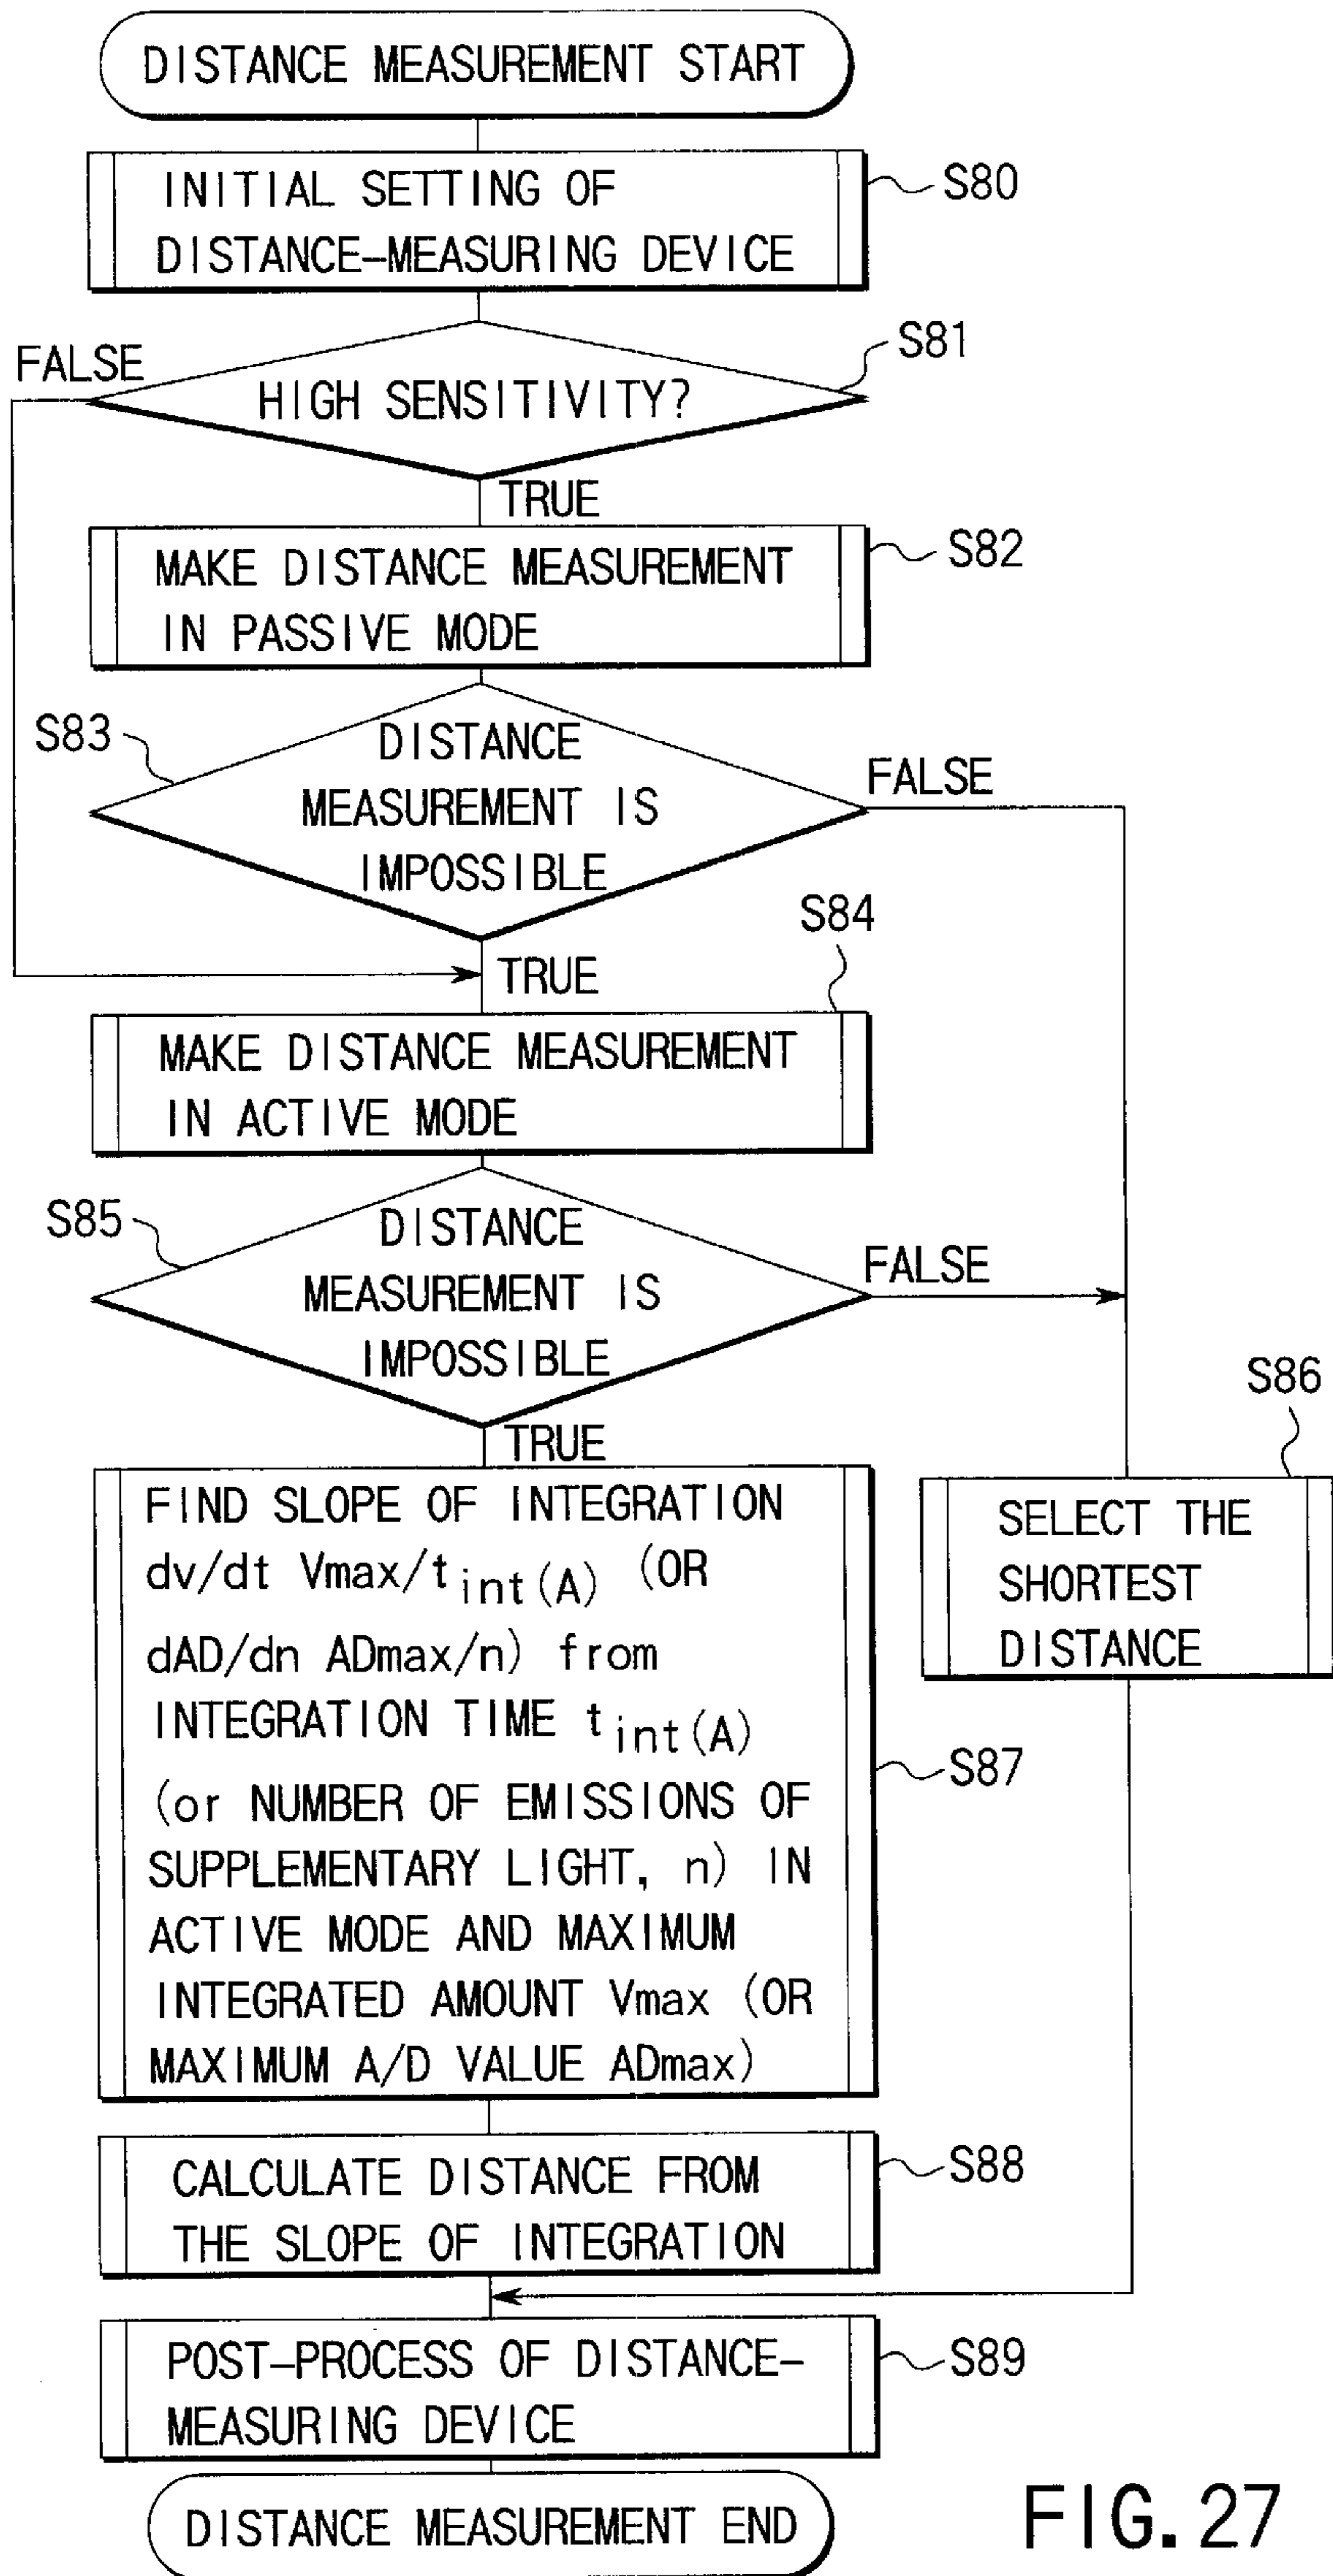 DISTANCE MEASUREMENT START
INITIAL SETTING OF
DISTANCE-MEASURING DEVICE
S80
S81
FALSE
HIGH SENSITIVITY?
TRUE
MAKE DISTANCE MEASUREMENT
IN PASSIVE MODE
S82
S83
DISTANCE
MEASUREMENT IS
IMPOSSIBLE
FALSE
TRUE
S84
MAKE DISTANCE MEASUREMENT
IN ACTIVE MODE
S85
DISTANCE
MEASUREMENT IS
IMPOSSIBLE
FALSE
TRUE
S86
SELECT THE
SHORTEST
DISTANCE
FIND SLOPE OF INTEGRATION
dv/dt Vmax/tint(A) (OR
dAD/dn ADmax/n) from
INTEGRATION TIME tint(A)
(or NUMBER OF EMISSIONS OF
SUPPLEMENTARY LIGHT, n) IN
ACTIVE MODE AND MAXIMUM
INTEGRATED AMOUNT Vmax (OR
MAXIMUM A/D VALUE ADmax)
S87
CALCULATE DISTANCE FROM
THE SLOPE OF INTEGRATION
S88
POST-PROCESS OF DISTANCE-
MEASURING DEVICE
S89
DISTANCE MEASUREMENT END
FIG. 27